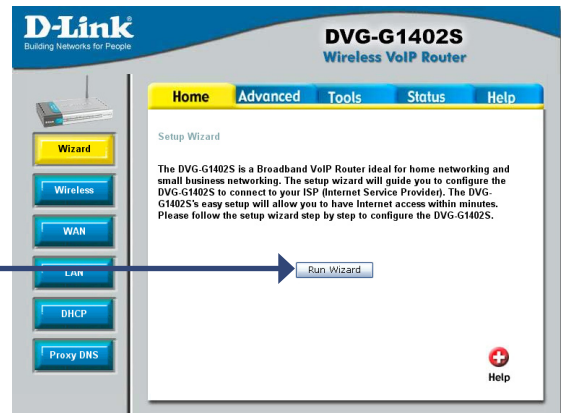 D-Link
Building Networks for People
DVG-G1402S
Wireless VoIP Router
Home
Advanced
Tools
Status
Help
Wizard
Wireless
WAN
LAN
DHCP
Proxy DNS
Setup Wizard
The DVG-G1402S is a Broadband VoIP Router ideal for home networking and
small business networking. The setup wizard will guide you to configure the
DVG-G1402S to connect to your ISP (Internet Service Provider). The DVG-
G1402S's easy setup will allow you to have Internet access within minutes.
Please follow the setup wizard step by step to configure the DVG-G1402S.
Run Wizard
Help